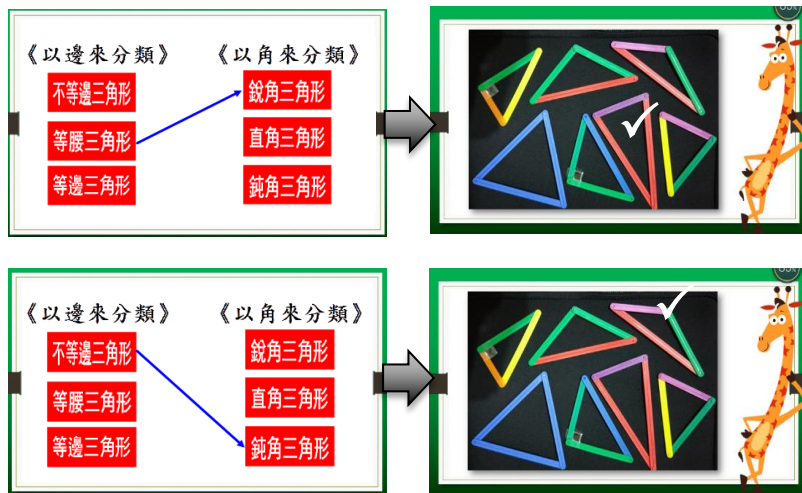 《以邊來分類》 《以角來分類》
不等邊三角形 銳角三角形
等腰三角形 直角三角形
等邊三角形 鈍角三角形
《以邊來分類》 《以角來分類》
不等邊三角形 銳角三角形
等腰三角形 直角三角形
等邊三角形 鈍角三角形